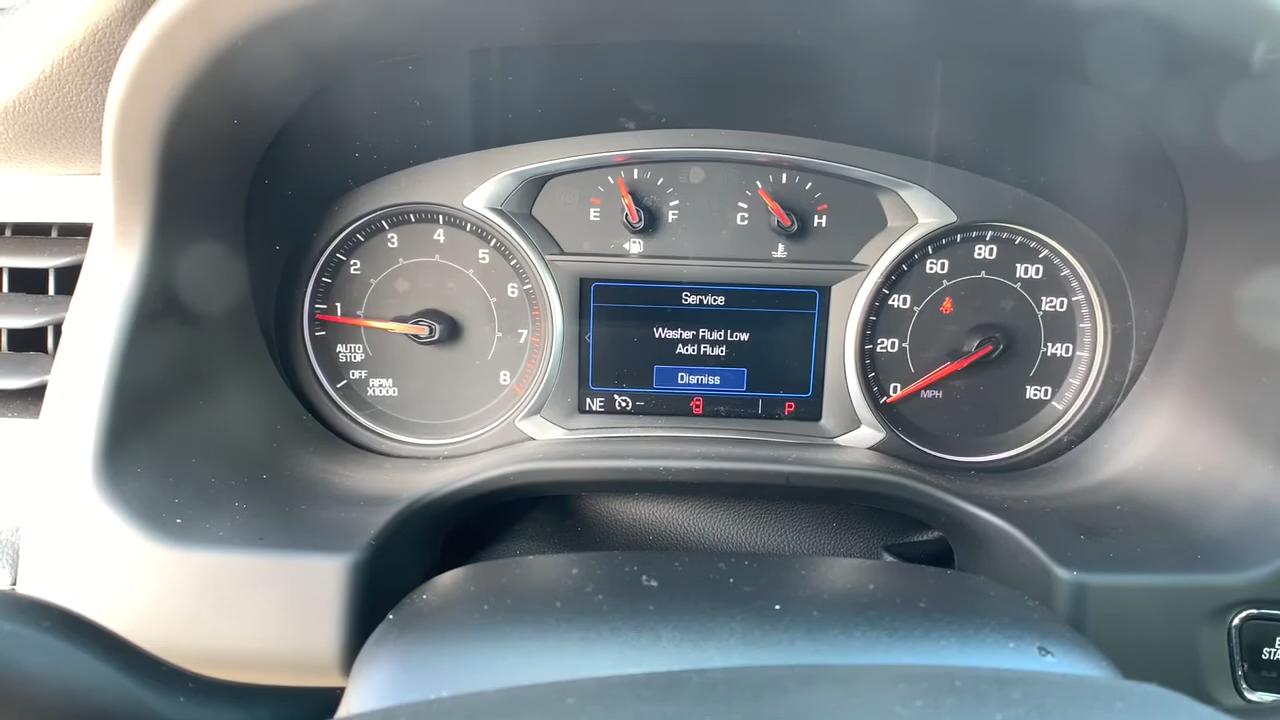 1
2
3
4
5
6
7
8
AUTO
STOP
OFF
RPM
X1000
E
F
C
H
Service
Washer Fluid Low
Add Fluid
Dismiss
NE
--
P
0
20
40
60
80
100
120
140
160
MPH